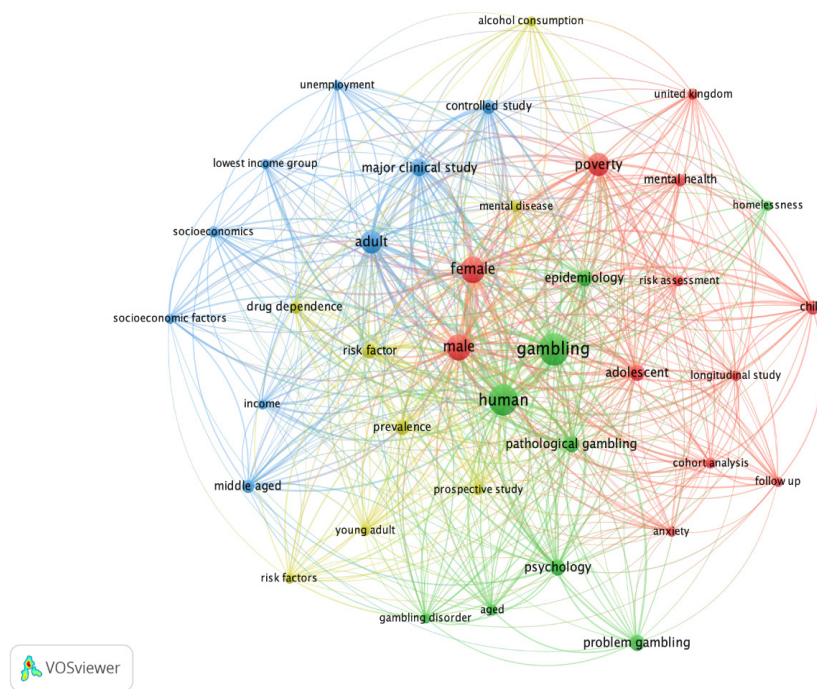 alcohol consumption
unemployment
united kingdom
controlled study
lowest income group
major clinical study
poverty
mental health
mental disease
homelessness
socioeconomics
adult
female
epidemiology
risk assessment
drug dependence
chil
socioeconomic factors
risk factor
male
gambling
adolescent
longitudinal study
income
human
prevalence
pathological gambling
cohort analysis
middle aged
prospective study
follow up
young adult
anxiety
psychology
risk factors
gambling disorder
aged
problem gambling
VOSviewer